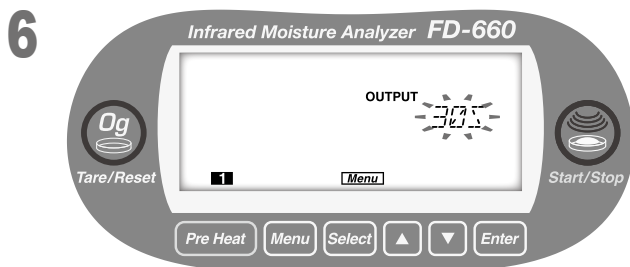 6
Infrared Moisture Analyzer FD-660
OUTPUT
30S
0g
Tare/Reset
Start/Stop
1
Menu
Pre Heat Menu Select ▲ ▼ Enter